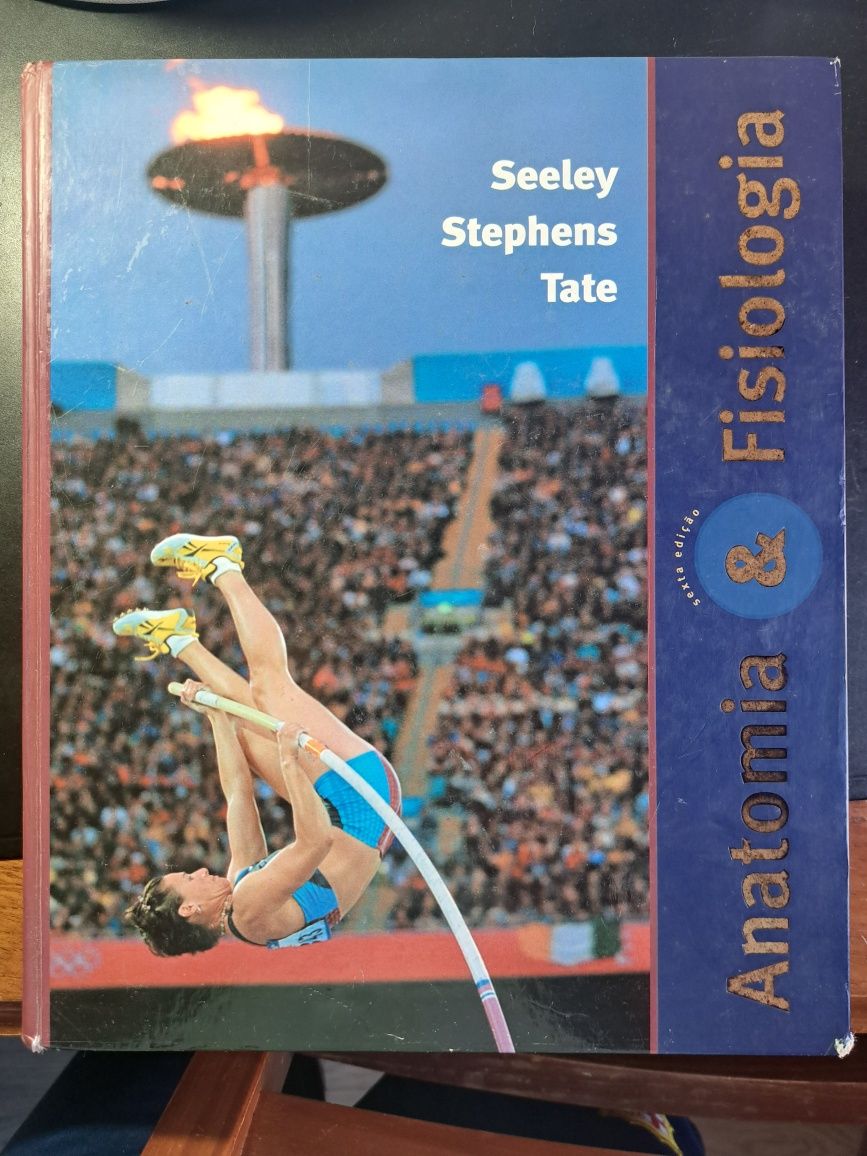 Seeley
Stephens
Tate
Anatomia & Fisiologia
sexta edição